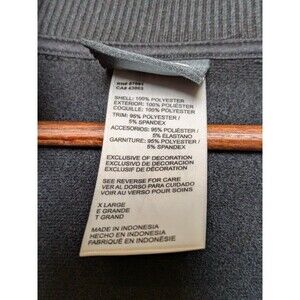 CA# 43603
SHELL: 100% POLYESTER
EXTERIOR: 100% POLIÉSTER
COQUILLE: 100% POLYESTER
TRIM: 95% POLYESTER /
5% SPANDEX
ACCESORIOS: 95% POLIÉSTER /
5% ELASTANO
GARNITURE: 95% POLYESTER /
5% SPANDEX
EXCLUSIVE OF DECORATION
EXCLUSIVO DE DECORACIÓN
EXCLUSIF DE DÉCORATION
SEE REVERSE FOR CARE
VER AL DORSO PARA CUIDADO
VOIR AU VERSO POUR SOINS
X LARGE
E GRANDE
T GRAND
MADE IN INDONESIA
HECHO EN INDONESIA
FABRIQUÉ EN INDONÉSIE